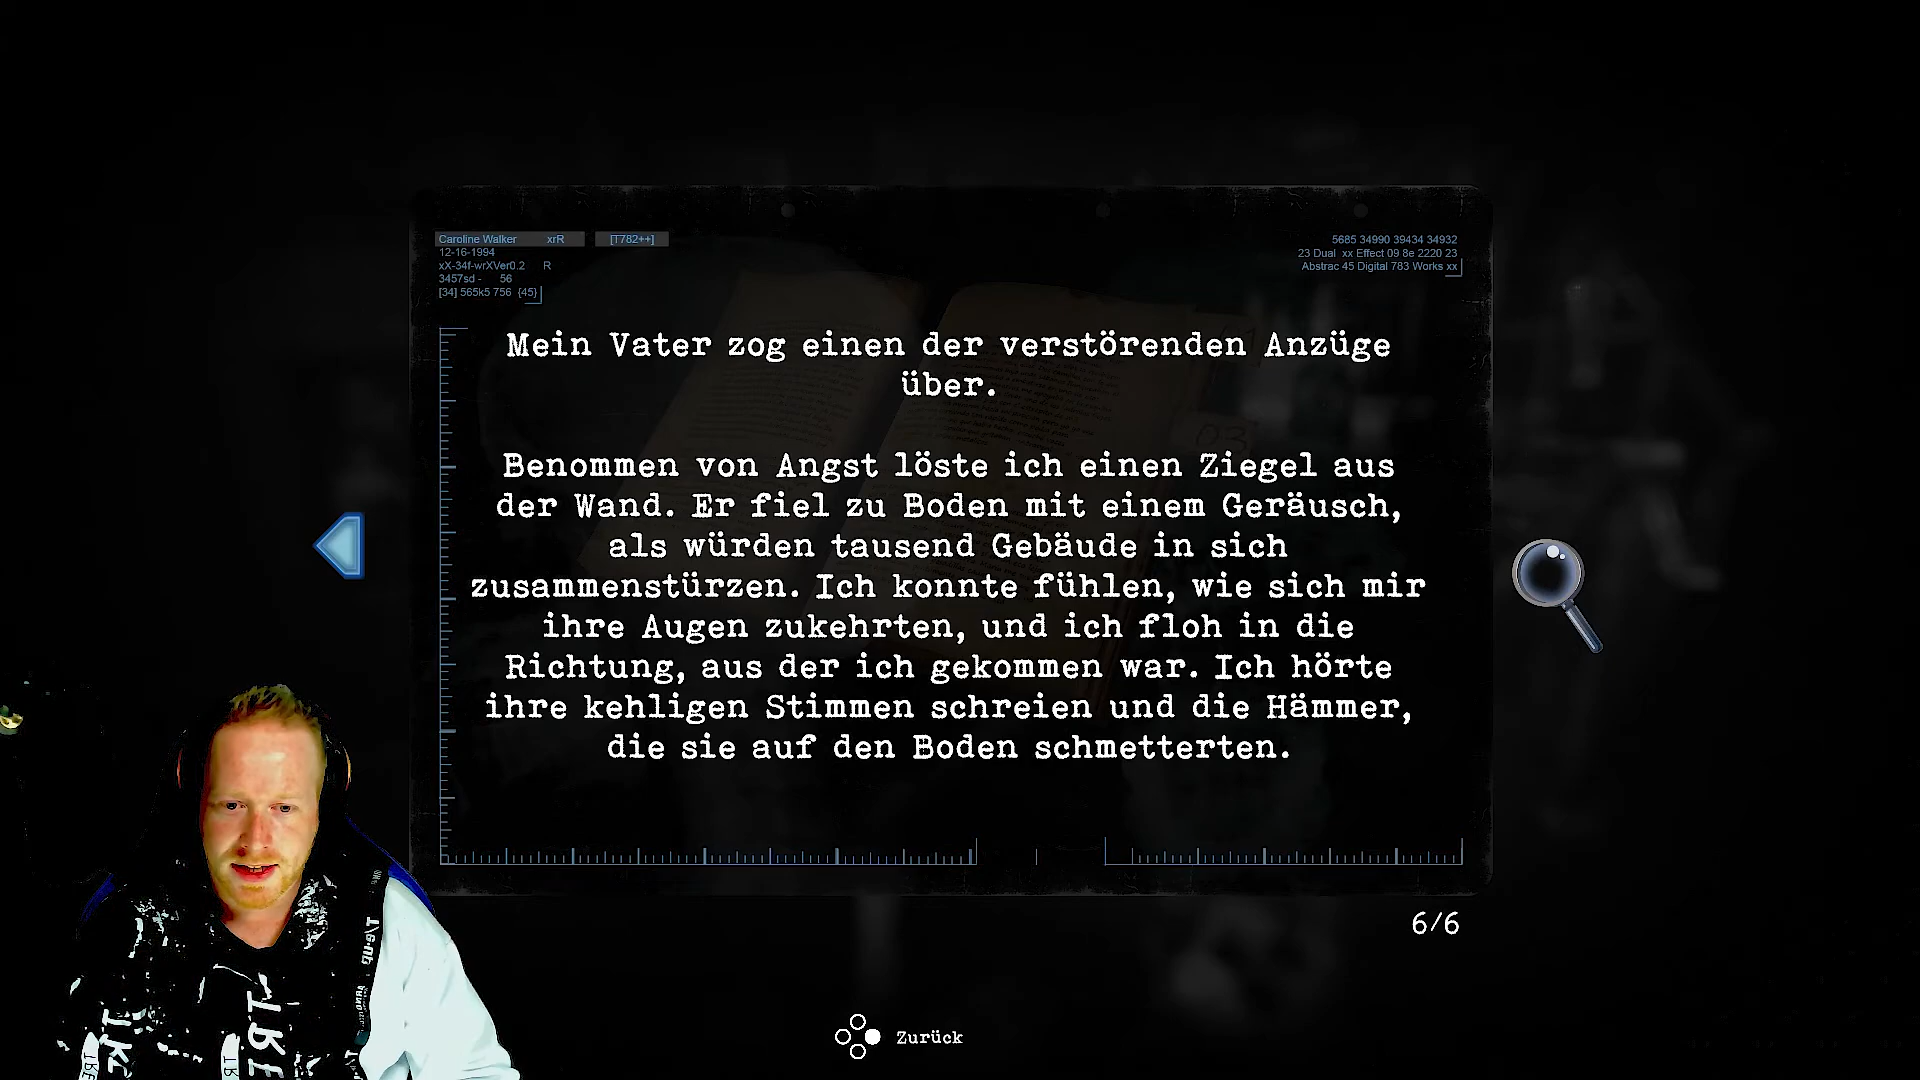 Caroline Walker xrR [T782++]
12-16-1994
xX-34f-wrXVer0.2 R
3457sd - 56
[34] 565k5 756 {45}
5685 34990 39434 34932
23 Dual xx Effect 09 8e 2220 23
Abstrac 45 Digital 783 Works xx
Mein Vater zog einen der verstörenden Anzüge
über.
Benommen von Angst löste ich einen Ziegel aus
der Wand. Er fiel zu Boden mit einem Geräusch,
als würden tausend Gebäude in sich
zusammenstürzen. Ich konnte fühlen, wie sich mir
ihre Augen zukehrten, und ich floh in die
Richtung, aus der ich gekommen war. Ich hörte
ihre kehligen Stimmen schreien und die Hämmer,
die sie auf den Boden schmetterten.
6/6
Zurück